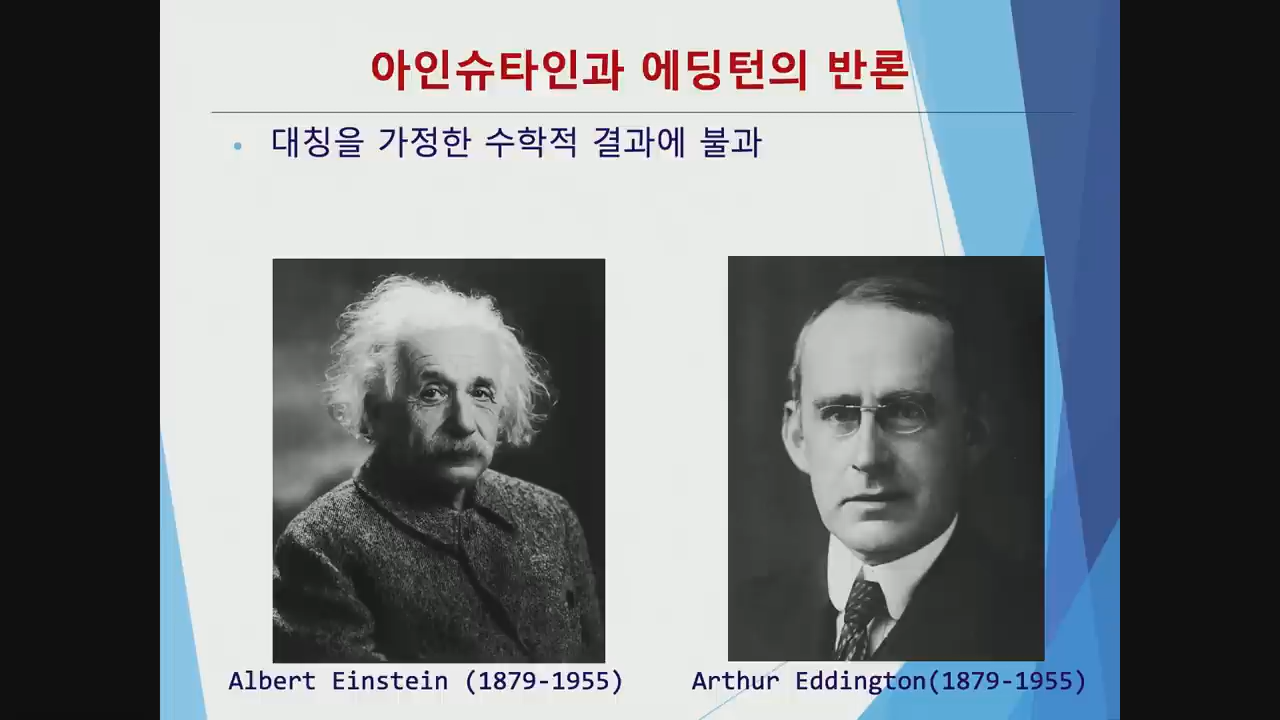 아인슈타인과 에딩턴의 반론
• 대칭을 가정한 수학적 결과에 불과
Albert Einstein (1879-1955)
Arthur Eddington(1879-1955)